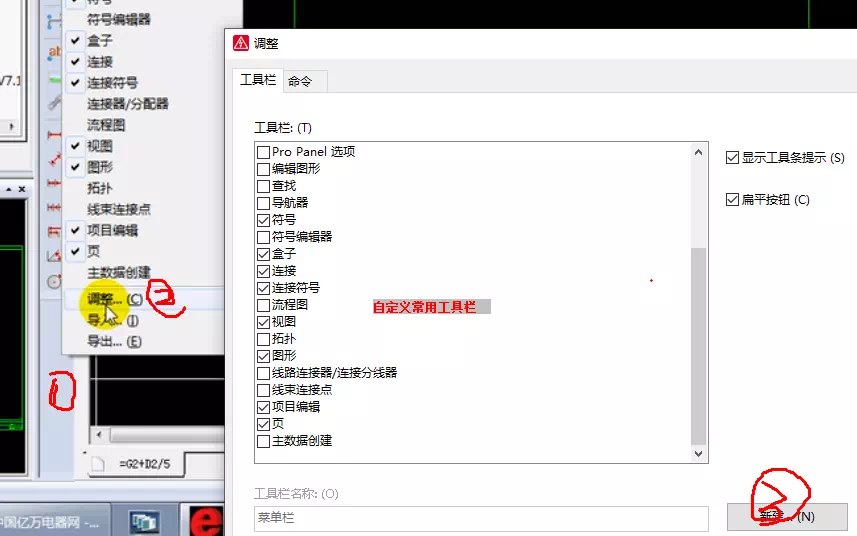 符号
符号编辑器
盒子
连接
连接符号
连接器/分配器
流程图
视图
图形
拓扑
线束连接点
项目编辑
页
主数据创建
调整... (C)
导入... (I)
导出... (E)
V7.1
ab
1
2
=G2+D2/5
中国亿万电器网 -...
e
调整
工具栏
命令
工具栏: (T)
Pro Panel 选项
编辑图形
查找
导航器
符号
符号编辑器
盒子
连接
连接符号
流程图
视图
拓扑
图形
线路连接器/连接分线器
线束连接点
项目编辑
页
主数据创建
自定义常用工具栏
显示工具条提示 (S)
扁平按钮 (C)
工具栏名称: (O)
菜单栏
3
新建... (N)